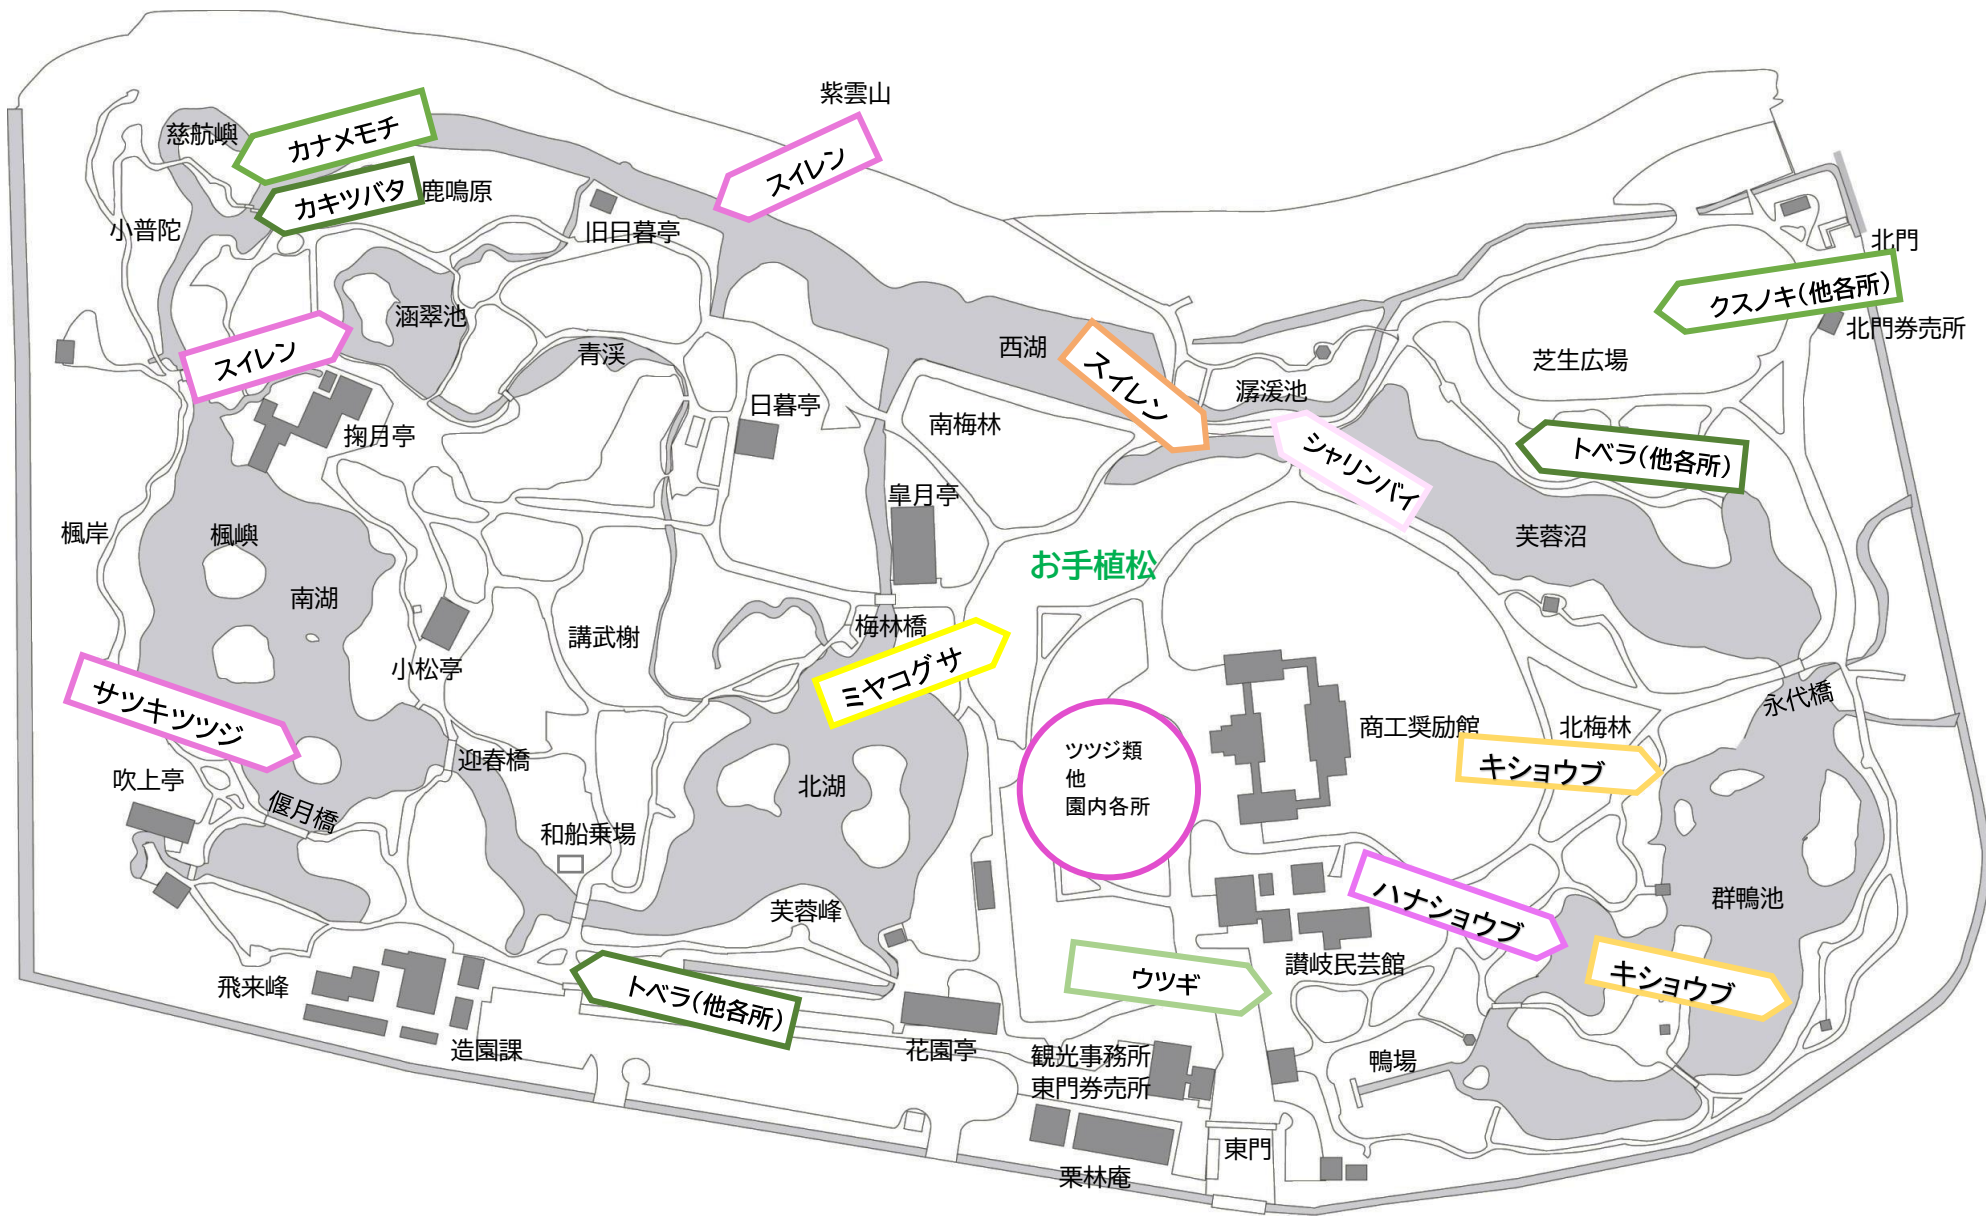 紫雲山
慈航嶼
カナメモチ
スイレン
カキツバタ
鹿鳴原
小普陀
旧日暮亭
北門
クスノキ(他各所)
涵翠池
北門券売所
スイレン
青渓
西湖
スイレン
芝生広場
潺湲池
日暮亭
掬月亭
南梅林
シャリンバイ
トベラ(他各所)
皐月亭
楓岸
楓嶼
芙蓉沼
お手植松
南湖
講武榭
梅林橋
小松亭
ミヤコグサ
サツキツツジ
永代橋
商工奨励館
北梅林
迎春橋
ツツジ類
他
園内各所
キショウブ
吹上亭
北湖
偃月橋
和船乗場
ハナショウブ
群鴨池
芙蓉峰
讃岐民芸館
キショウブ
飛来峰
トベラ(他各所)
ウツギ
造園課
花園亭
観光事務所
東門券売所
鴨場
東門
栗林庵